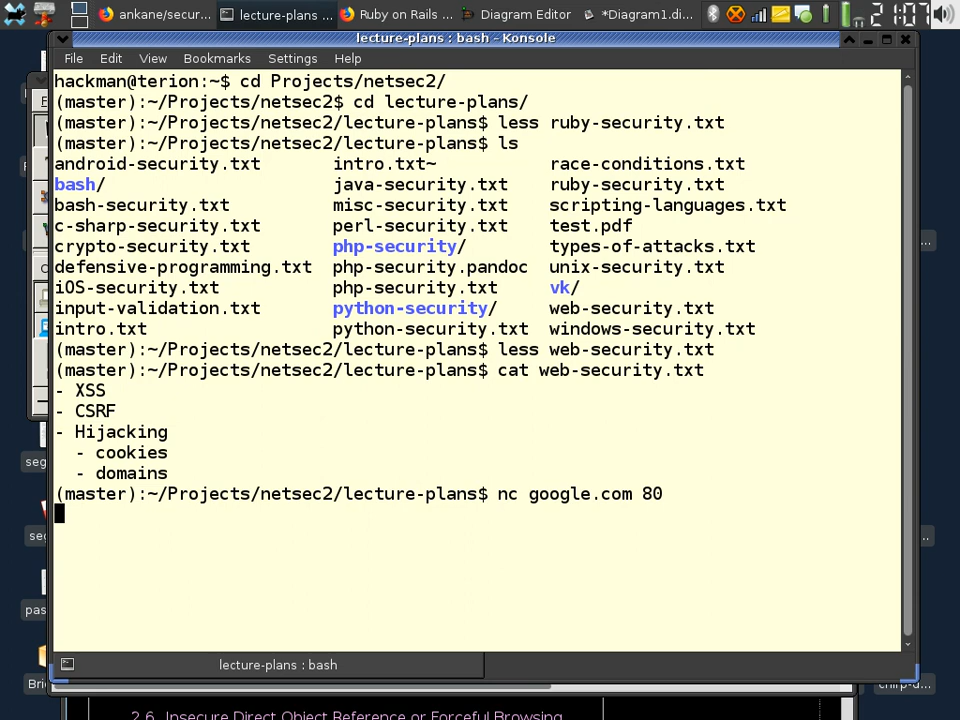 ankane/secur...
lecture-plans ...
Ruby on Rails ...
Diagram Editor
*Diagram1.di...
21:07
lecture-plans : bash – Konsole
File Edit View Bookmarks Settings Help
hackman@terion:~$ cd Projects/netsec2/
(master):~/Projects/netsec2$ cd lecture-plans/
(master):~/Projects/netsec2/lecture-plans$ less ruby-security.txt
(master):~/Projects/netsec2/lecture-plans$ ls
android-security.txt intro.txt~ race-conditions.txt
bash/ java-security.txt ruby-security.txt
bash-security.txt misc-security.txt scripting-languages.txt
c-sharp-security.txt perl-security.txt test.pdf
crypto-security.txt php-security/ types-of-attacks.txt
defensive-programming.txt php-security.pandoc unix-security.txt
iOS-security.txt php-security.txt vk/
input-validation.txt python-security/ web-security.txt
intro.txt python-security.txt windows-security.txt
(master):~/Projects/netsec2/lecture-plans$ less web-security.txt
(master):~/Projects/netsec2/lecture-plans$ cat web-security.txt
- XSS
- CSRF
- Hijacking
- cookies
- domains
(master):~/Projects/netsec2/lecture-plans$ nc google.com 80
seg
seg
pas
Bri
lecture-plans : bash
2.6 Insecure Direct Object Reference or Forceful Browsing